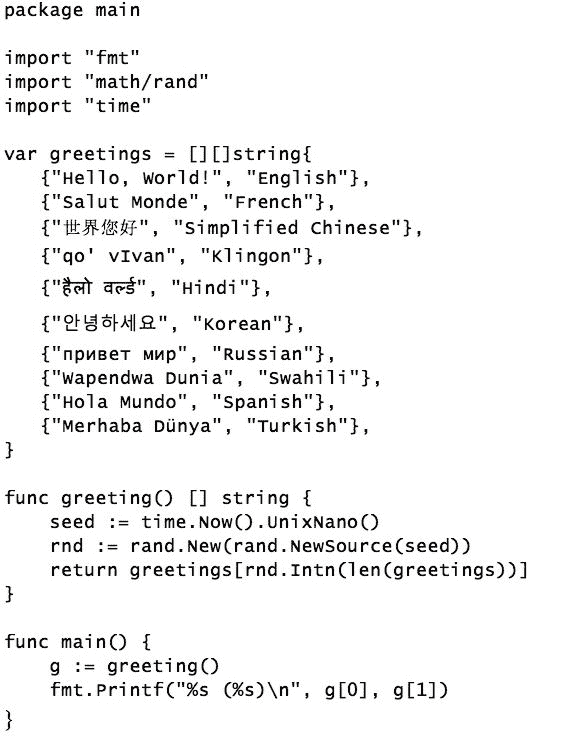 package main
import "fmt"
import "math/rand"
import "time"
var greetings = [][]string{
{"Hello, World!", "English"},
{"Salut Monde", "French"},
{"世界您好", "Simplified Chinese"},
{"qo' vIvan", "Klingon"},
{"हैलो वर्ल्ड", "Hindi"},
{"안녕하세요", "Korean"},
{"привет мир", "Russian"},
{"Wapendwa Dunia", "Swahili"},
{"Hola Mundo", "Spanish"},
{"Merhaba Dünya", "Turkish"},
}
func greeting() [] string {
seed := time.Now().UnixNano()
rnd := rand.New(rand.NewSource(seed))
return greetings[rnd.Intn(len(greetings))]
}
func main() {
g := greeting()
fmt.Printf("%s (%s)\n", g[0], g[1])
}